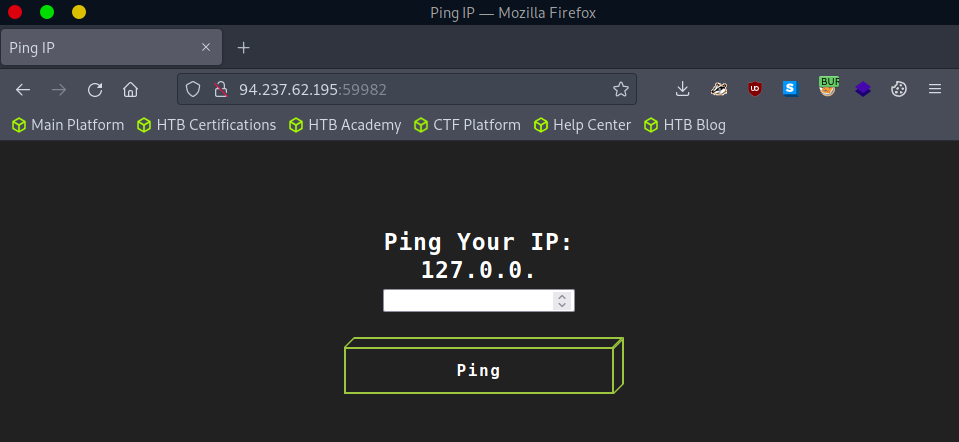 Ping IP — Mozilla Firefox
Ping IP
94.237.62.195:59982
Main Platform HTB Certifications HTB Academy CTF Platform Help Center HTB Blog
Ping Your IP:
127.0.0.
Ping